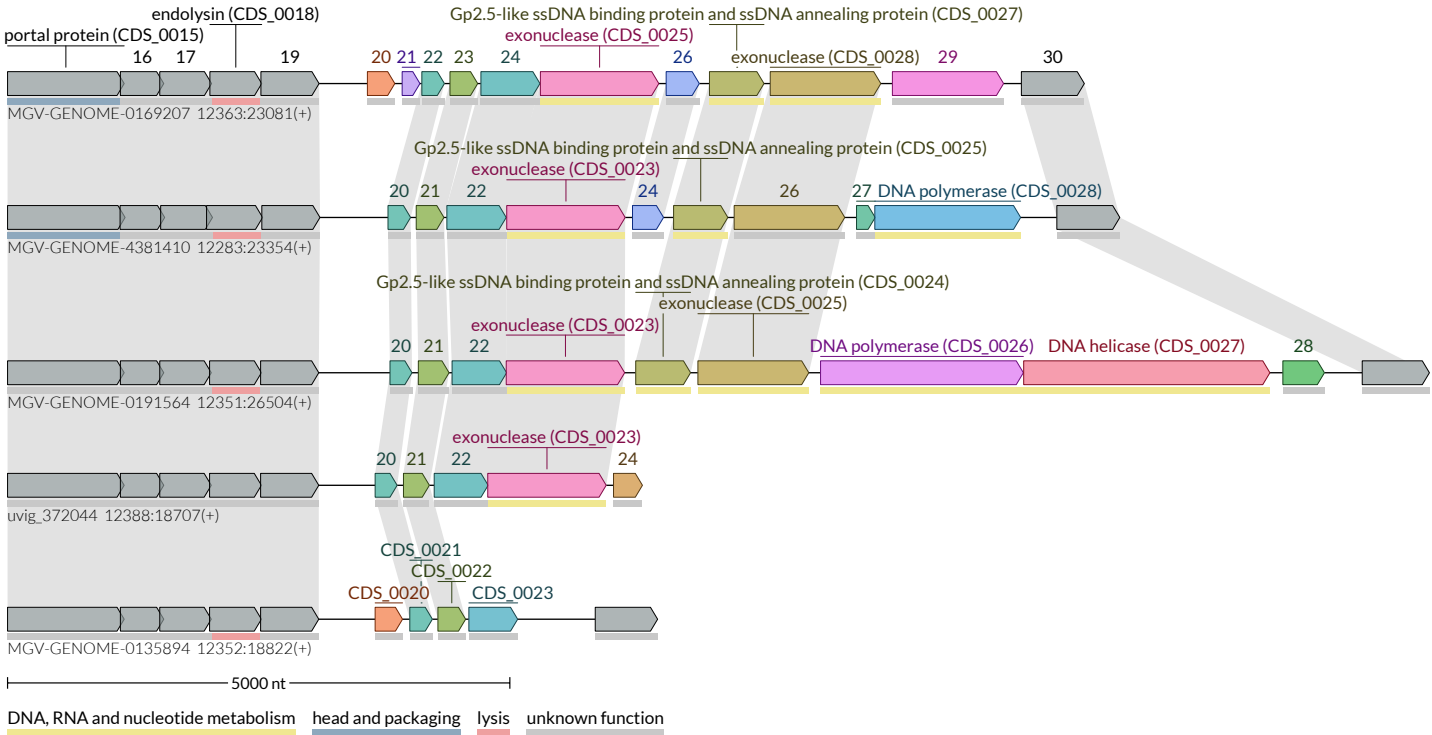 endolysin (CDS_0018) Gp2.5-like ssDNA binding protein and ssDNA annealing protein (CDS_0027)
portal protein (CDS_0015) exonuclease (CDS_0025)
16 17 19 20 21 22 23 24 26 exonuclease (CDS_0028) 29 30
MGV-GENOME-0169207 12363:23081(+)
Gp2.5-like ssDNA binding protein and ssDNA annealing protein (CDS_0025)
exonuclease (CDS_0023)
20 21 22 24 26 27 DNA polymerase (CDS_0028)
MGV-GENOME-4381410 12283:23354(+)
Gp2.5-like ssDNA binding protein and ssDNA annealing protein (CDS_0024)
exonuclease (CDS_0025)
exonuclease (CDS_0023)
20 21 22 DNA polymerase (CDS_0026) DNA helicase (CDS_0027) 28
MGV-GENOME-0191564 12351:26504(+)
exonuclease (CDS_0023)
20 21 22 24
uvig_372044 12388:18707(+)
CDS_0021
CDS_0022
CDS_0020 CDS_0023
MGV-GENOME-0135894 12352:18822(+)
5000 nt
DNA, RNA and nucleotide metabolism head and packaging lysis unknown function